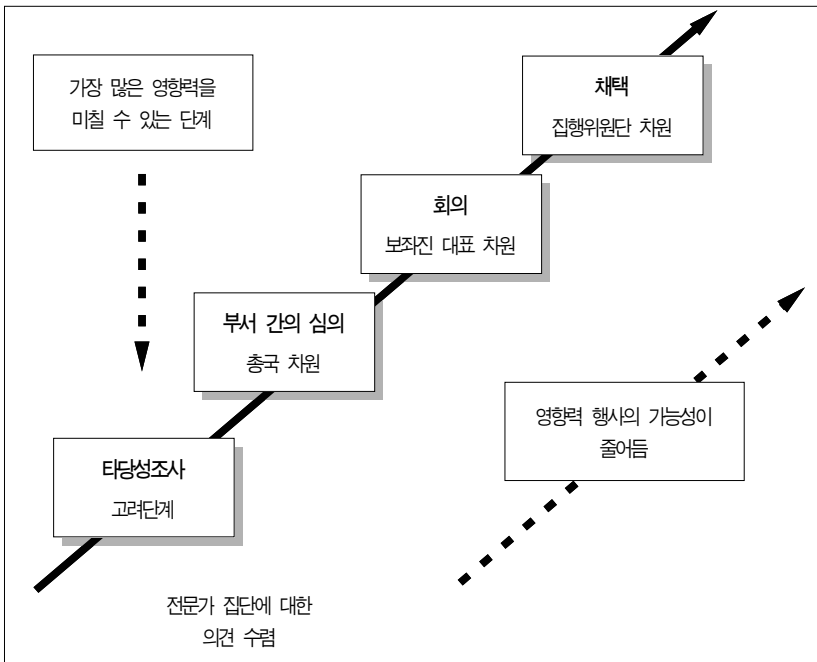 가장 많은 영향력을
미칠 수 있는 단계
채택
집행위원단 차원
회의
보좌진 대표 차원
부서 간의 심의
총국 차원
영향력 행사의 가능성이
줄어듬
타당성조사
고려단계
전문가 집단에 대한
의견 수렴